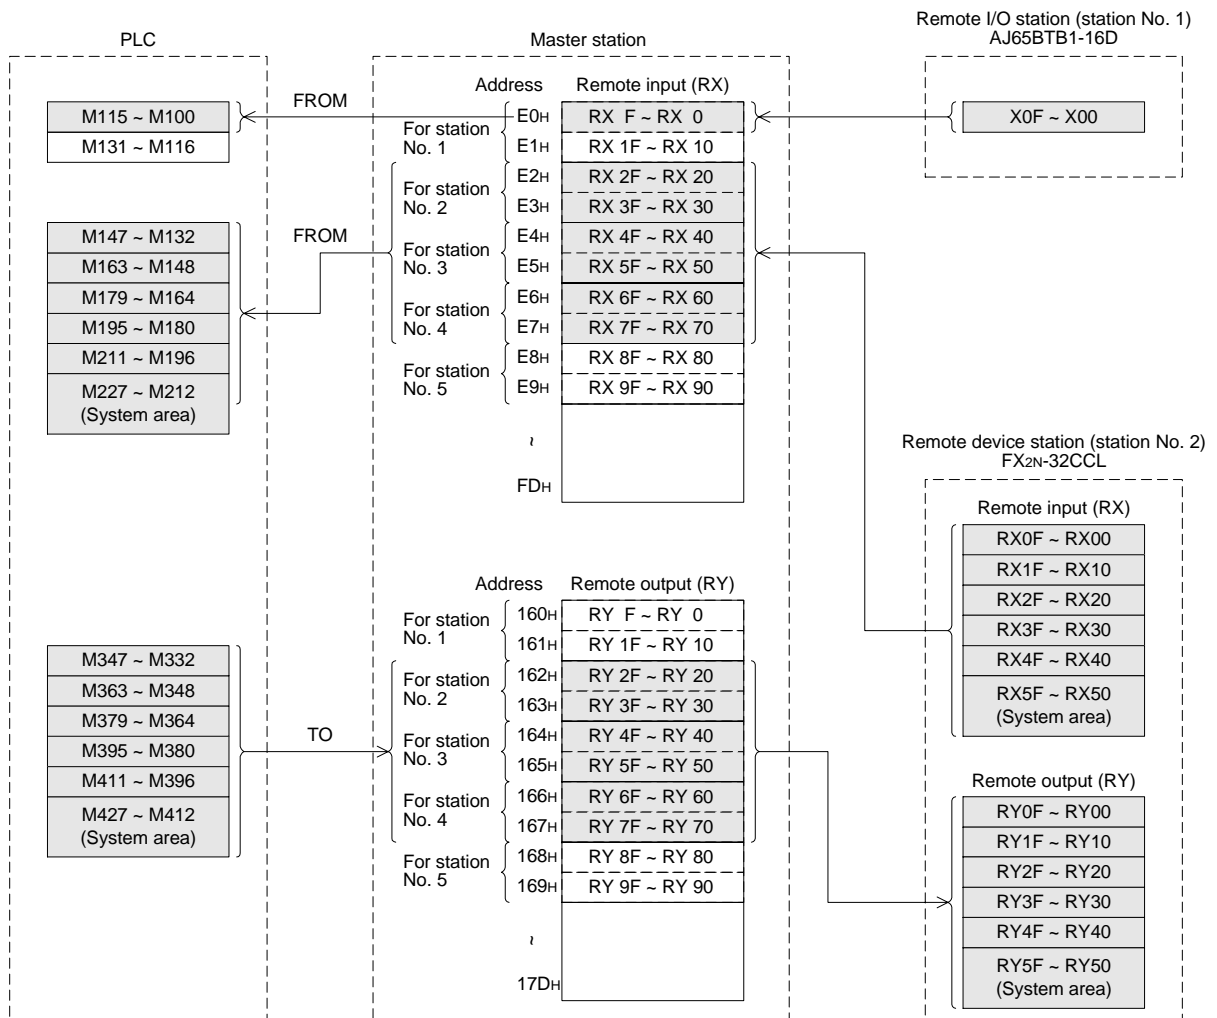 PLC
M115 ~ M100
M131 ~ M116
M147 ~ M132
M163 ~ M148
M179 ~ M164
M195 ~ M180
M211 ~ M196
M227 ~ M212
(System area)
M347 ~ M332
M363 ~ M348
M379 ~ M364
M395 ~ M380
M411 ~ M396
M427 ~ M412
(System area)
FROM
FROM
TO
Master station
Address Remote input (RX)
For station
No. 1
E0H RX F ~ RX 0
E1H RX 1F ~ RX 10
For station
No. 2
E2H RX 2F ~ RX 20
E3H RX 3F ~ RX 30
For station
No. 3
E4H RX 4F ~ RX 40
E5H RX 5F ~ RX 50
For station
No. 4
E6H RX 6F ~ RX 60
E7H RX 7F ~ RX 70
For station
No. 5
E8H RX 8F ~ RX 80
E9H RX 9F ~ RX 90
~
FDH
Address Remote output (RY)
For station
No. 1
160H RY F ~ RY 0
161H RY 1F ~ RY 10
For station
No. 2
162H RY 2F ~ RY 20
163H RY 3F ~ RY 30
For station
No. 3
164H RY 4F ~ RY 40
165H RY 5F ~ RY 50
For station
No. 4
166H RY 6F ~ RY 60
167H RY 7F ~ RY 70
For station
No. 5
168H RY 8F ~ RY 80
169H RY 9F ~ RY 90
~
17DH
Remote I/O station (station No. 1)
AJ65BTB1-16D
X0F ~ X00
Remote device station (station No. 2)
FX2N-32CCL
Remote input (RX)
RX0F ~ RX00
RX1F ~ RX10
RX2F ~ RX20
RX3F ~ RX30
RX4F ~ RX40
RX5F ~ RX50
(System area)
Remote output (RY)
RY0F ~ RY00
RY1F ~ RY10
RY2F ~ RY20
RY3F ~ RY30
RY4F ~ RY40
RY5F ~ RY50
(System area)